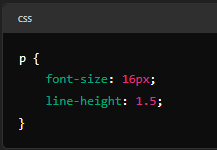 css
p {
    font-size: 16px;
    line-height: 1.5;
}